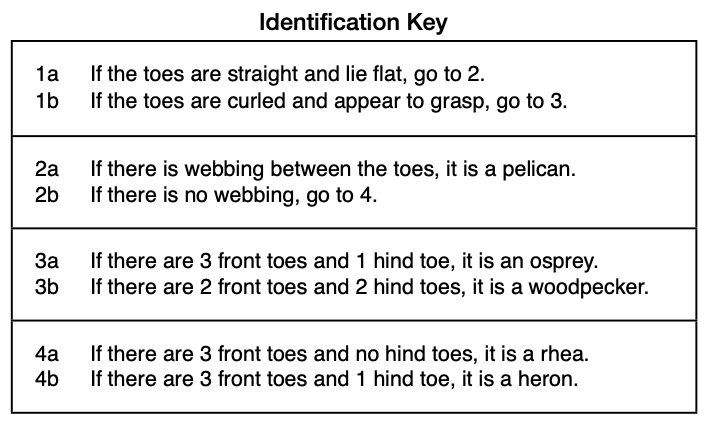 Identification Key
1a If the toes are straight and lie flat, go to 2.
1b If the toes are curled and appear to grasp, go to 3.
2a If there is webbing between the toes, it is a pelican.
2b If there is no webbing, go to 4.
3a If there are 3 front toes and 1 hind toe, it is an osprey.
3b If there are 2 front toes and 2 hind toes, it is a woodpecker.
4a If there are 3 front toes and no hind toes, it is a rhea.
4b If there are 3 front toes and 1 hind toe, it is a heron.